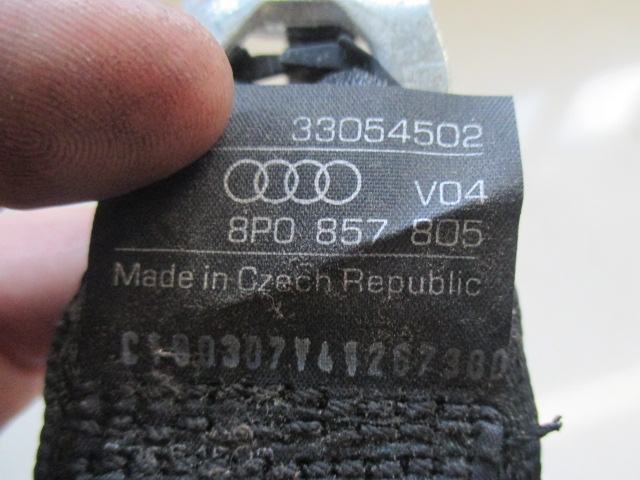 33054502
V04
8P0 857 805
Made in Czech Republic